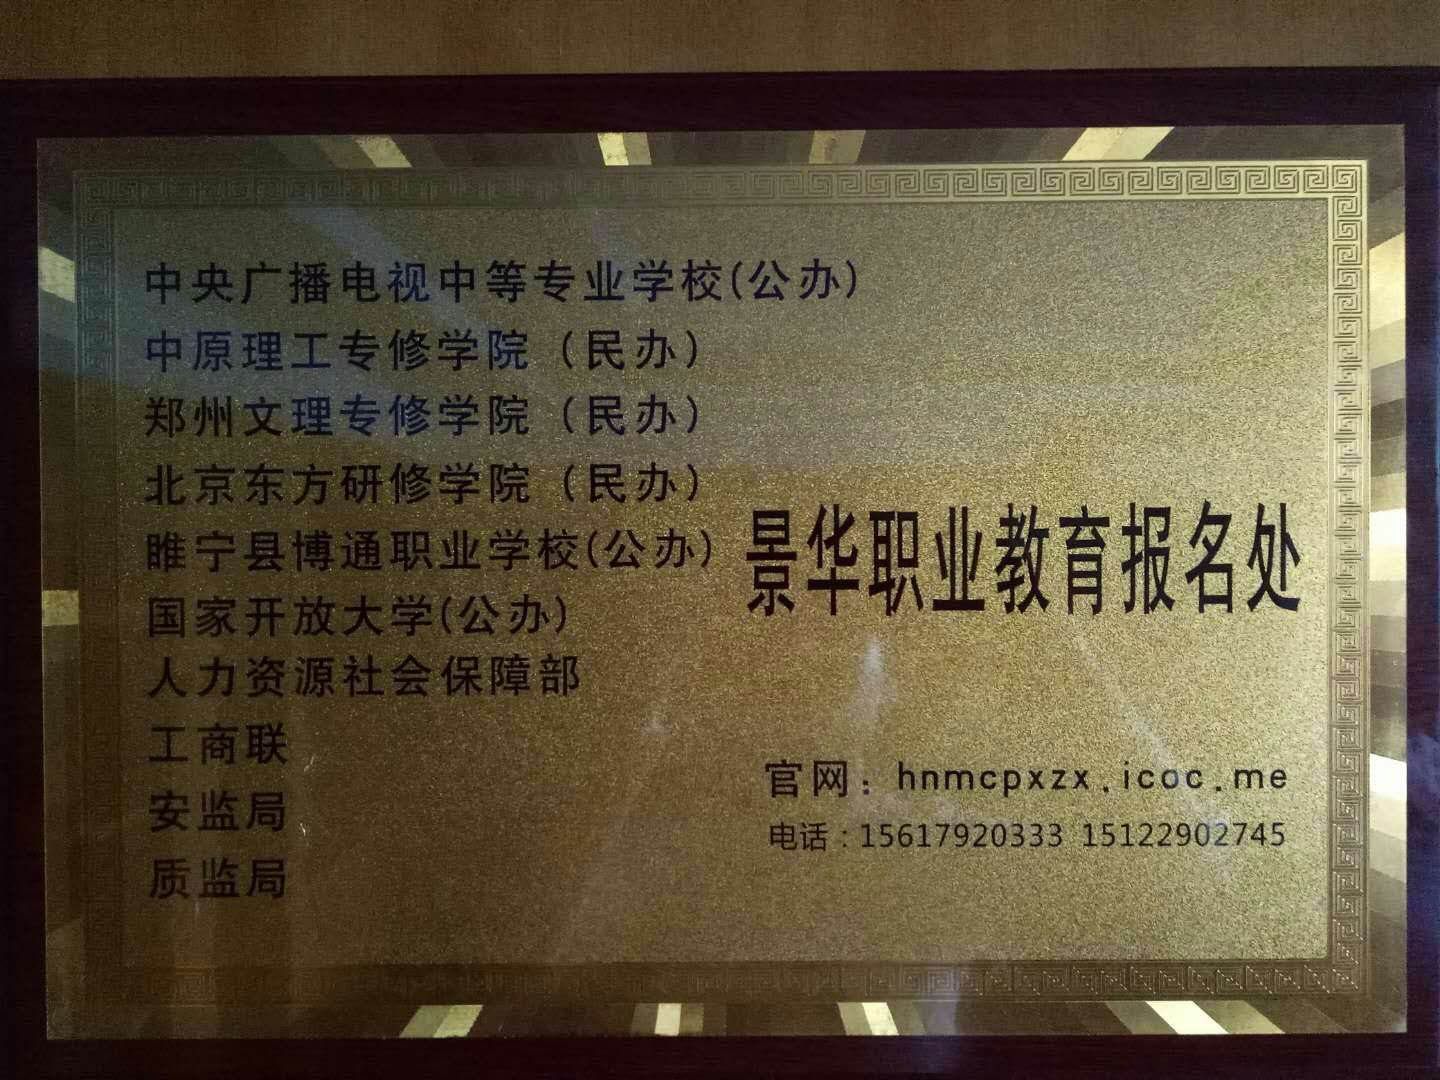 中央广播电视中等专业学校(公办)
中原理工专修学院（民办）
郑州文理专修学院（民办）
北京东方研修学院（民办）
睢宁县博通职业学校(公办)
国家开放大学(公办)
人力资源社会保障部
工商联
安监局
质监局
景华职业教育报名处
官网：hnmcpxzx.icoc.me
电话：15617920333 15122902745